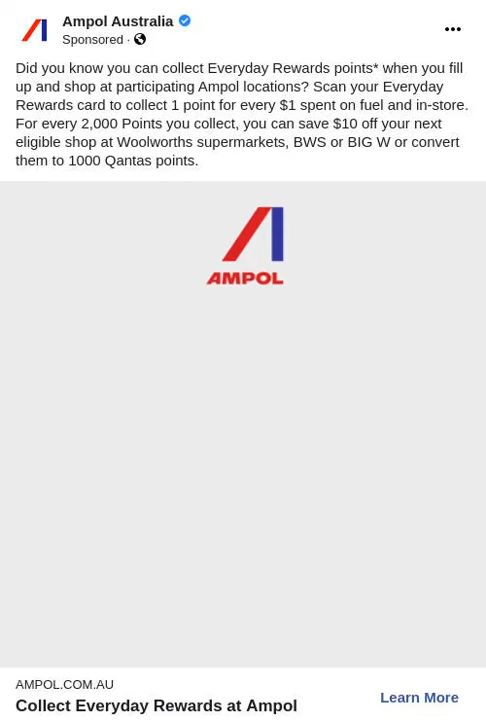 Ampol Australia
Sponsored ·
Did you know you can collect Everyday Rewards points* when you fill
up and shop at participating Ampol locations? Scan your Everyday
Rewards card to collect 1 point for every $1 spent on fuel and in-store.
For every 2,000 Points you collect, you can save $10 off your next
eligible shop at Woolworths supermarkets, BWS or BIG W or convert
them to 1000 Qantas points.
AMPOL
AMPOL.COM.AU
Collect Everyday Rewards at Ampol
Learn More